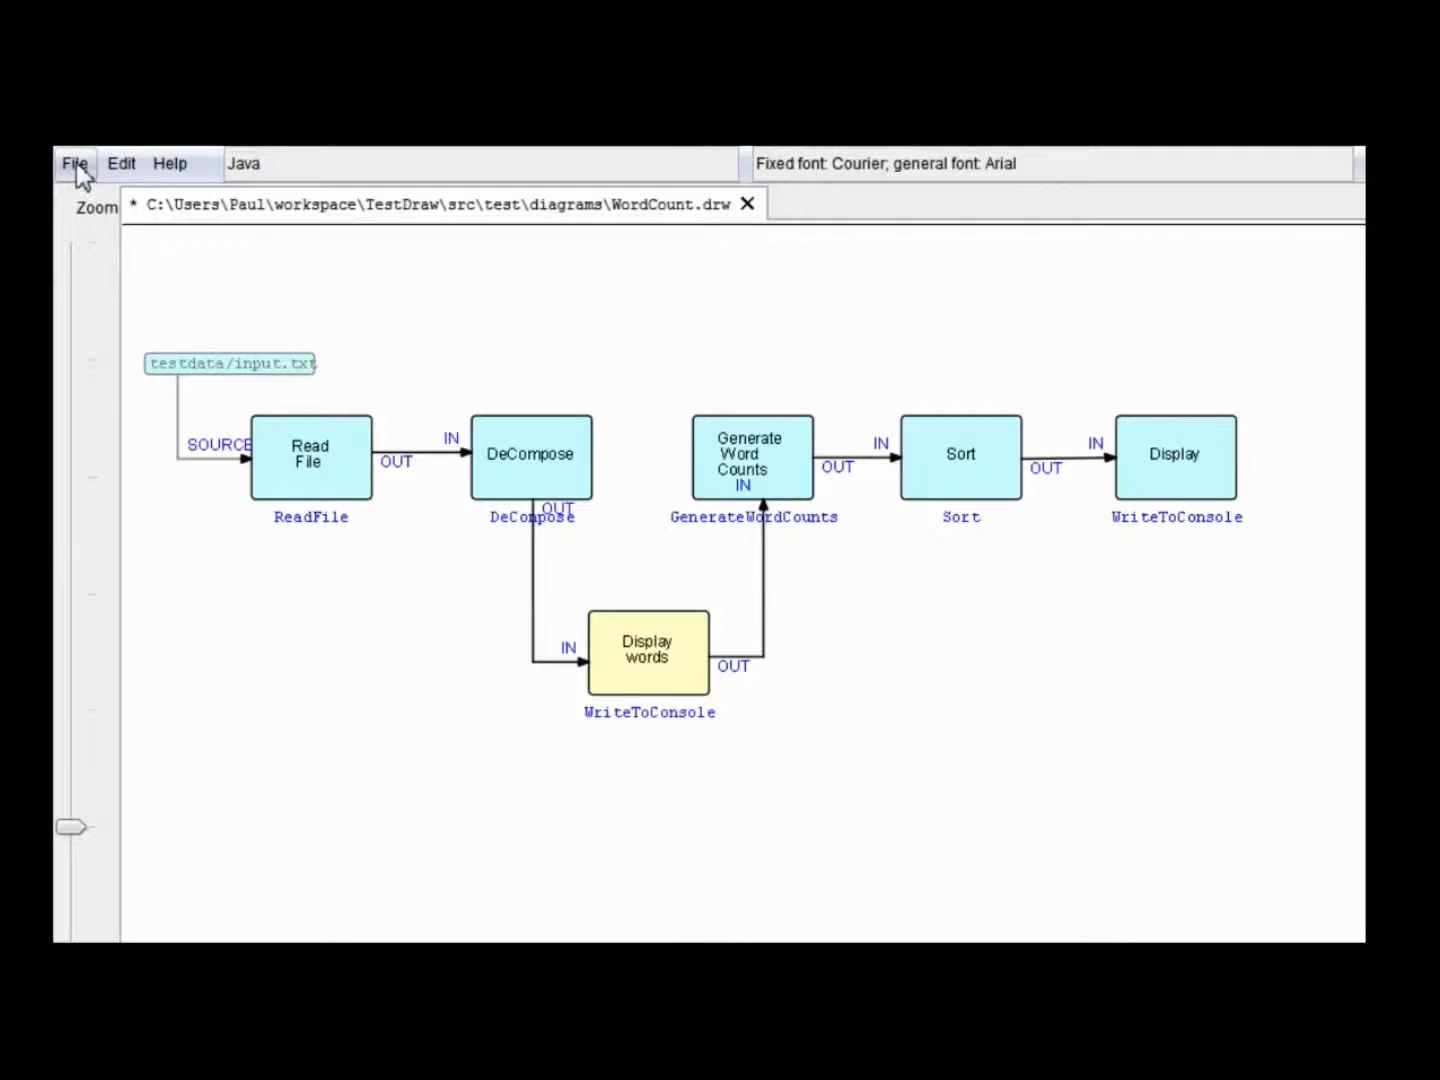 File Edit Help Java Fixed font: Courier; general font: Arial
Zoom
* C:\Users\Paul\workspace\TestDraw\src\test\diagrams\WordCount.drw ✕
testdata/input.txt
SOURCE
Read
File
OUT
IN
DeCompose
Generate
Word
Counts
IN
OUT
IN
Sort
OUT
IN
Display
ReadFile
OUT
DeCompose
GenerateWordCounts
Sort
WriteToConsole
IN
Display
words
OUT
WriteToConsole